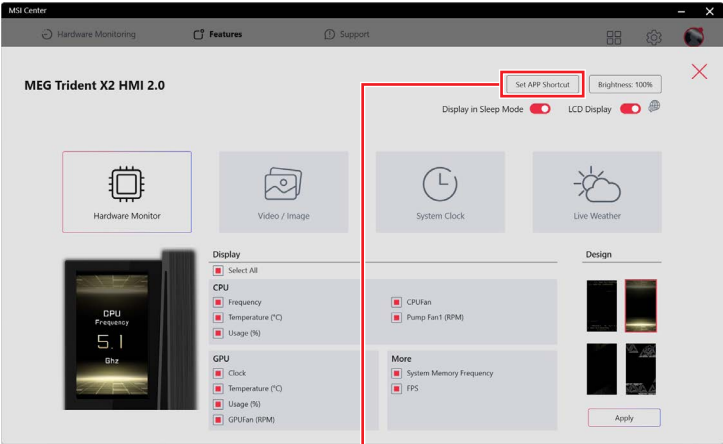 MSI Center
Hardware Monitoring
Features
Support
MEG Trident X2 HMI 2.0
Set APP Shortcut
Brightness: 100%
Display in Sleep Mode
LCD Display
Hardware Monitor
Video / Image
System Clock
Live Weather
Display
Select All
CPU
Frequency
Temperature (°C)
Usage (%)
CPUFan
Pump Fan1 (RPM)
GPU
Clock
Temperature (°C)
Usage (%)
GPUFan (RPM)
More
System Memory Frequency
FPS
Design
Apply
CPU
Frequency
5.1
Ghz